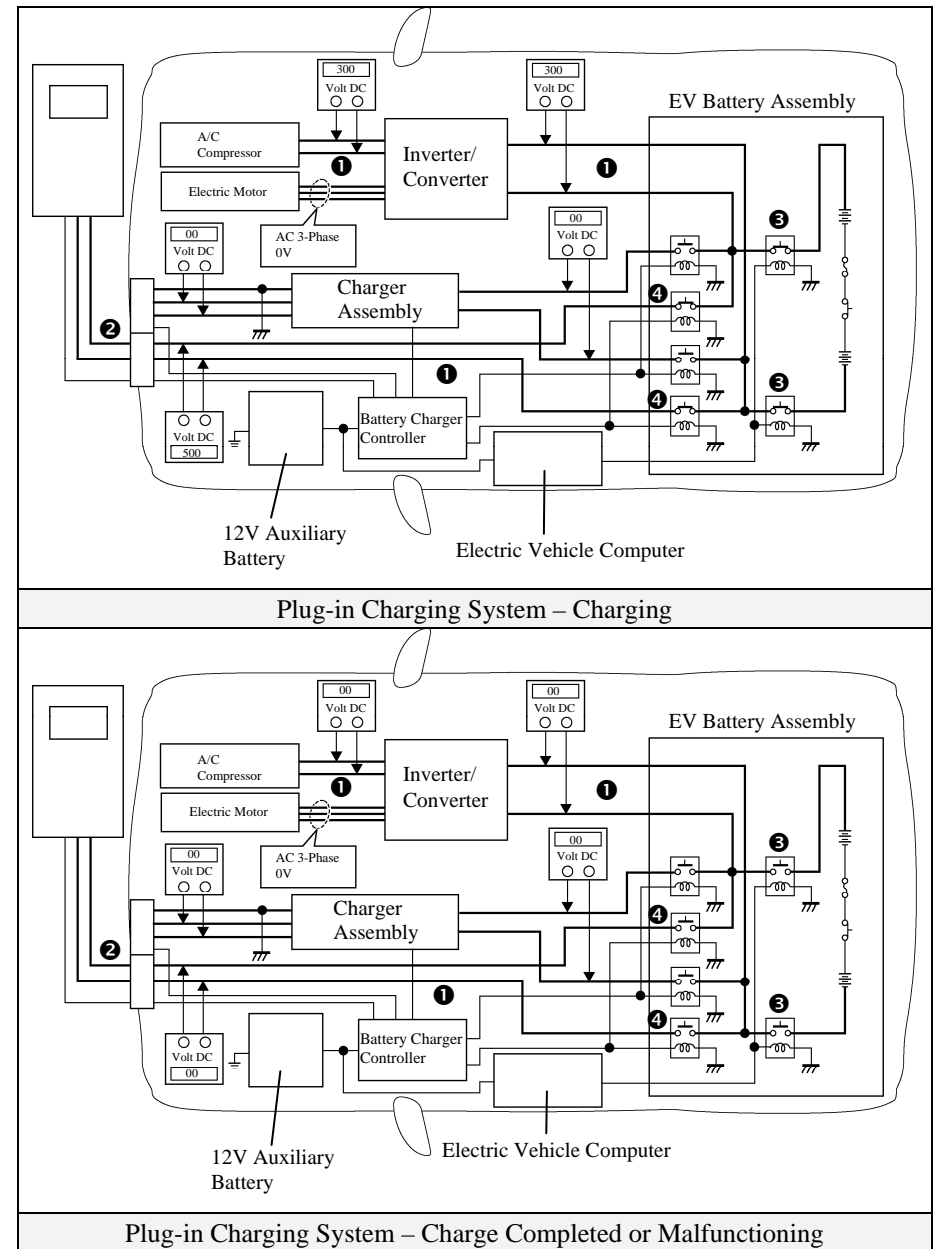 300
Volt DC
300
Volt DC
EV Battery Assembly
A/C
Compressor
❶
Inverter/
Converter
❶
Electric Motor
❸
00
Volt DC
00
Volt DC
AC 3-Phase
0V
Charger
Assembly
❹
❷
❶
❹
❸
Volt DC
500
Battery Charger
Controller
12V Auxiliary
Battery
Electric Vehicle Computer
Plug-in Charging System – Charging
00
Volt DC
00
Volt DC
EV Battery Assembly
A/C
Compressor
❶
Inverter/
Converter
❶
Electric Motor
❸
00
Volt DC
00
Volt DC
AC 3-Phase
0V
Charger
Assembly
❹
❷
❶
❹
❸
Volt DC
00
Battery Charger
Controller
12V Auxiliary
Battery
Electric Vehicle Computer
Plug-in Charging System – Charge Completed or Malfunctioning